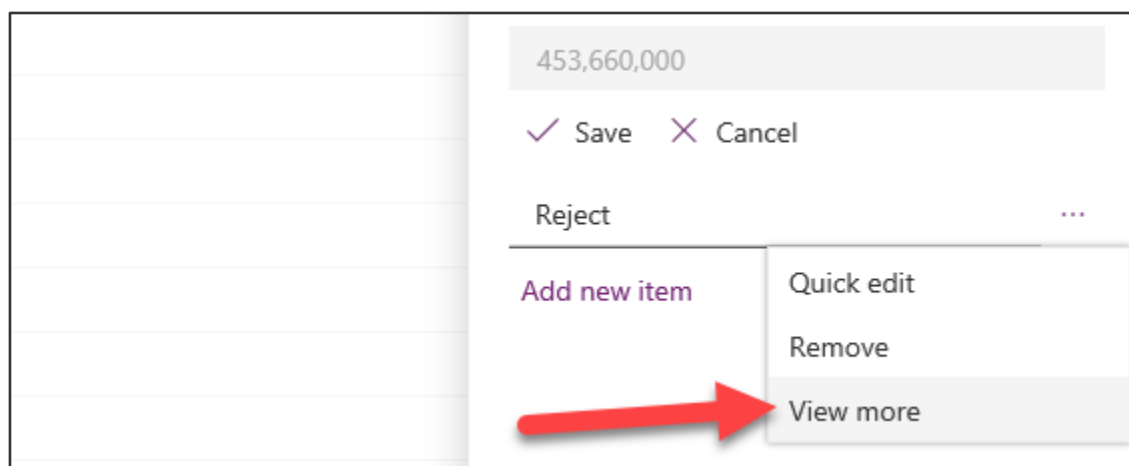 453,660,000
Save Cancel
Reject ...
Add new item
Quick edit
Remove
View more